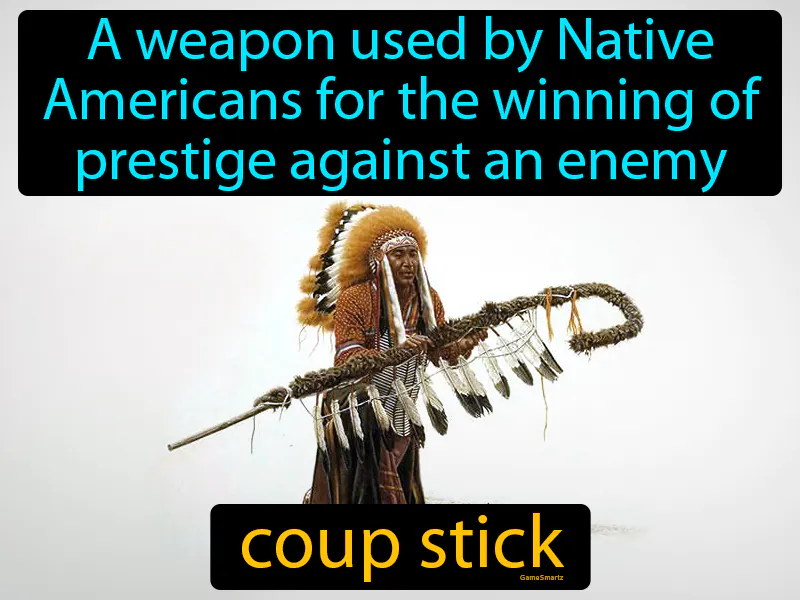 A weapon used by Native
Americans for the winning of
prestige against an enemy
coup stick
GameSmartz